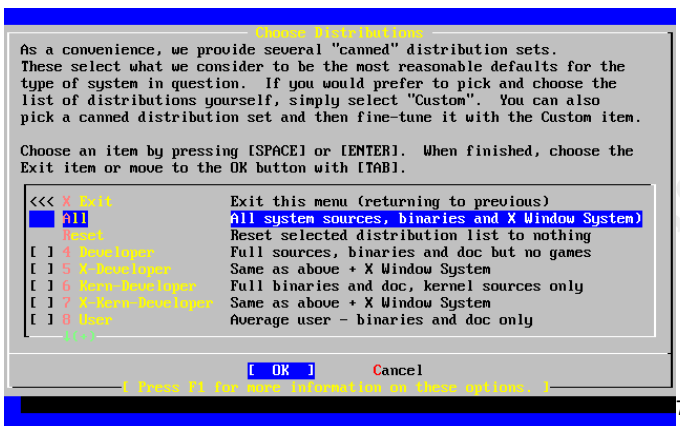 Choose Distributions
As a convenience, we provide several "canned" distribution sets.
These select what we consider to be the most reasonable defaults for the
type of system in question.  If you would prefer to pick and choose the
list of distributions yourself, simply select "Custom".  You can also
pick a canned distribution set and then fine-tune it with the Custom item.
Choose an item by pressing [SPACE] or [ENTER].  When finished, choose the
Exit item or move to the OK button with [TAB].
<<< X Exit Exit this menu (returning to previous)
All All system sources, binaries and X Window System)
Reset Reset selected distribution list to nothing
[ ] 4 Developer Full sources, binaries and doc but no games
[ ] 5 X-Developer Same as above + X Window System
[ ] 6 Kern-Developer Full binaries and doc, kernel sources only
[ ] 7 X-Kern-Developer Same as above + X Window System
[ ] 8 User Average user - binaries and doc only
(+)
[ OK ] Cancel
[ Press F1 for more information on these options. ]